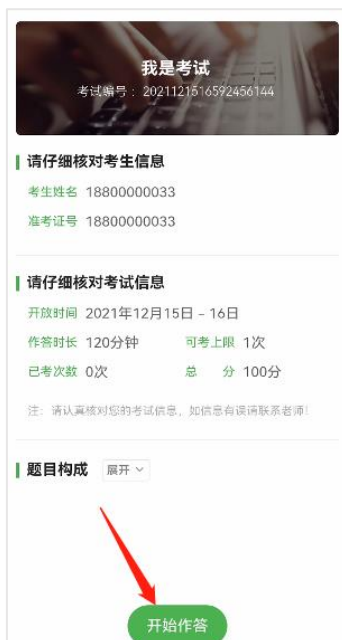 我是考试
考试编号： 2021121516592456144
请仔细核对考生信息
考生姓名 18800000033
准考证号 18800000033
请仔细核对考试信息
开放时间 2021年12月15日 - 16日
作答时长 120分钟 可考上限 1次
已考次数 0次 总 分 100分
注：请认真核对您的考试信息，如信息有误请联系老师!
题目构成 展开
开始作答